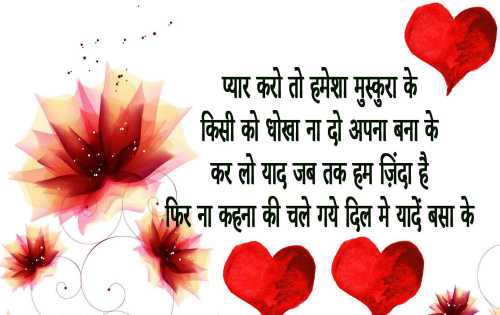 प्यार करो तो हमेशा मुस्कुरा के
किसी को धोखा ना दो अपना बना के
कर लो याद जब तक हम ज़िंदा है
फिर ना कहना की चले गये दिल मे यादें बसा के